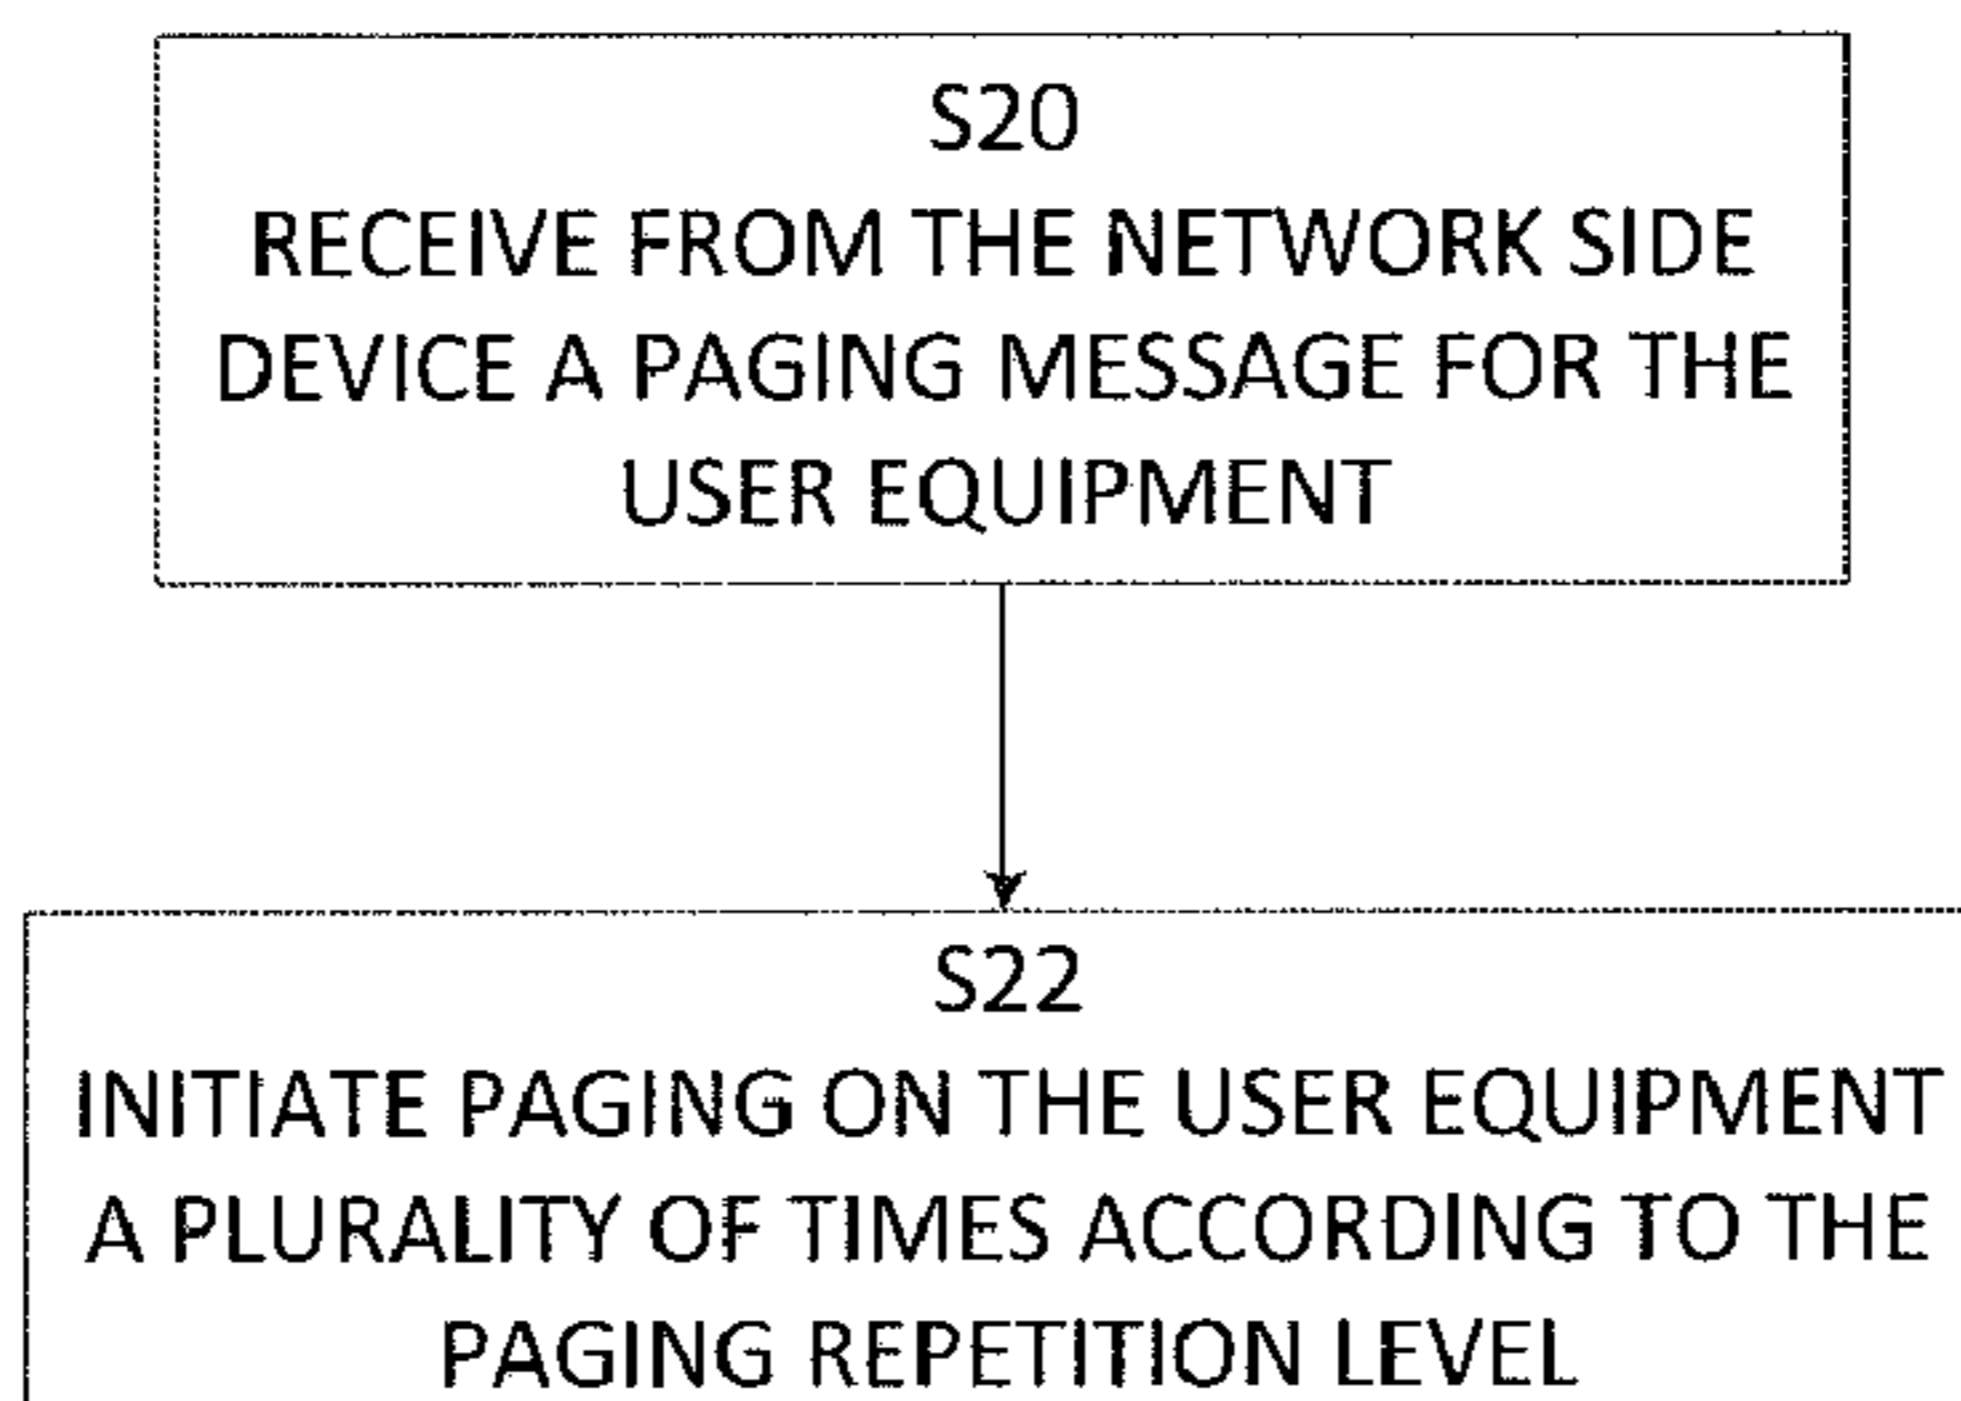 S20
RECEIVE FROM THE NETWORK SIDE
DEVICE A PAGING MESSAGE FOR THE
USER EQUIPMENT
S22
INITIATE PAGING ON THE USER EQUIPMENT
A PLURALITY OF TIMES ACCORDING TO THE
PAGING REPETITION LEVEL